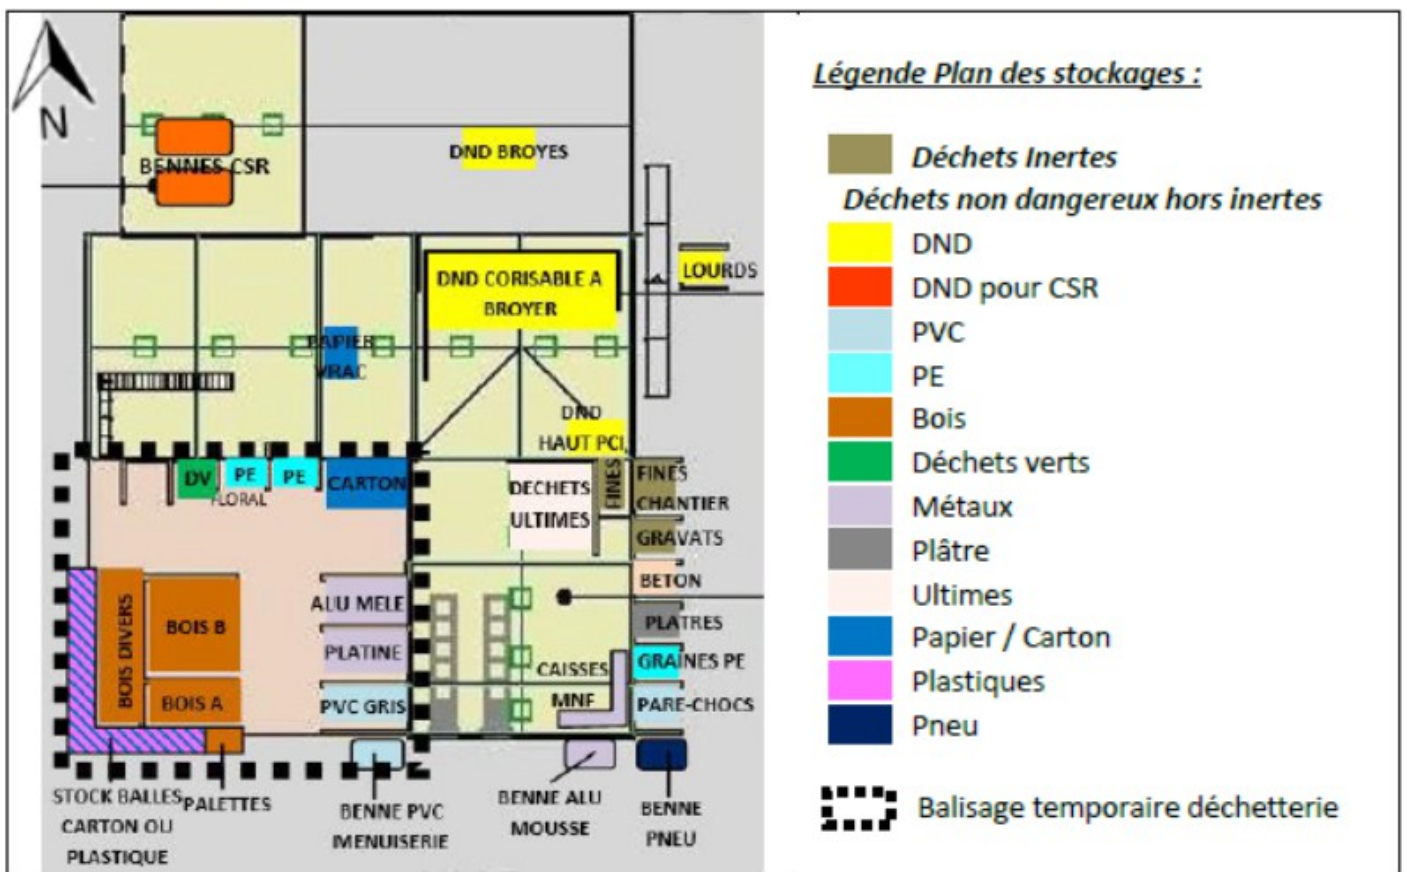 N
BENNES CSR
DND BROYES
LOURDS
DND CORISABLE A
BROYER
PAPIER
VRAC
DND
HAUT PCI
DV
PE
PE
FLORAL
CARTON
DECHETS
ULTIMES
FINES
FINES
CHANTIER
GRAVATS
BETON
PLATRES
GRAINES PE
PARE-CHOCS
BOIS DIVERS
BOIS B
BOIS A
ALU MELE
PLATINE
PVC GRIS
CAISSES
MNF
STOCK BALLES
CARTON OU
PLASTIQUE
PALETTES
BENNE PVC
MENUISERIE
BENNE ALU
MOUSSE
BENNE
PNEU
Légende Plan des stockages :
Déchets Inertes
Déchets non dangereux hors inertes
DND
DND pour CSR
PVC
PE
Bois
Déchets verts
Métaux
Plâtre
Ultimes
Papier / Carton
Plastiques
Pneu
Balisage temporaire déchetterie